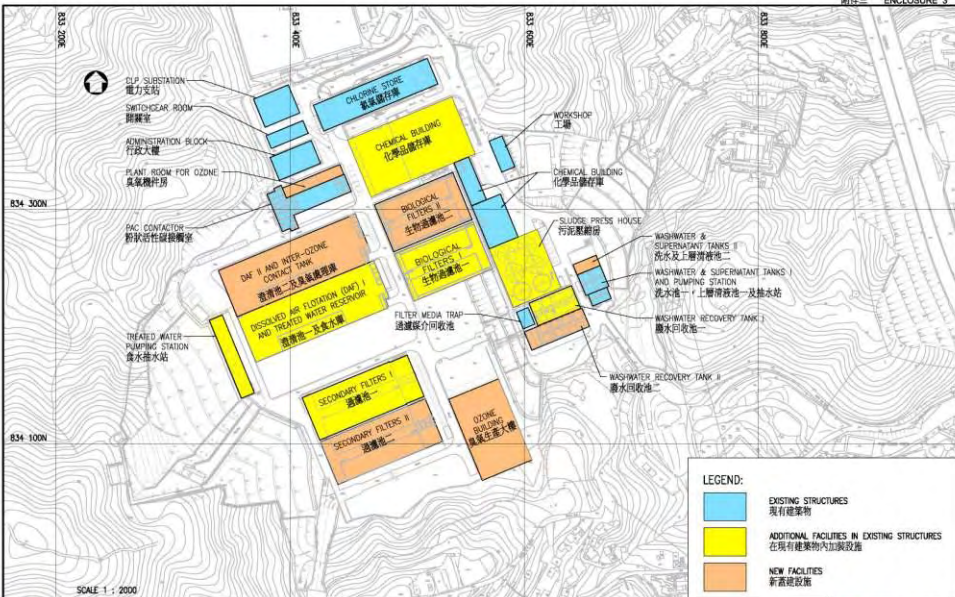 附件三 ENCLOSURE 3
833 200E
833 400E
833 600E
833 800E
CLP SUBSTATION
電力支站
SWITCHGEAR ROOM
開關室
ADMINISTRATION BLOCK
行政大樓
PLANT ROOM FOR OZONE
臭氧機件房
PAC CONTACTOR
粉狀活性碳接觸室
CHLORINE STORE
氯氣儲存庫
CHEMICAL BUILDING
化學品儲存庫
WORKSHOP
工場
CHEMICAL BUILDING
化學品儲存庫
834 300N
BIOLOGICAL
FILTERS II
生物過濾池二
BIOLOGICAL
FILTERS
生物過濾池一
SLUDGE PRESS HOUSE
污泥壓縮房
WASHWATER &
SUPERNATANT TANKS II
洗水及上層清液池二
WASHWATER & SUPERNATANT TANKS I
AND PUMPING STATION
洗水池一，上層清液池一及抽水站
DAF II AND INTER-OZONE
CONTACT TANK
澄清池二及臭氧處理庫
DISSOLVED AIR FLOTATION (DAF) I
AND TREATED WATER RESERVOIR
澄清池一及食水庫
FILTER MEDIA TRAP
過濾媒介回收池
WASHWATER RECOVERY TANK I
廢水回收池一
TREATED WATER
PUMPING STATION
食水抽水站
WASHWATER RECOVERY TANK II
廢水回收池二
SECONDARY FILTERS I
過濾池一
SECONDARY FILTERS II
過濾池二
OZONE
BUILDING
臭氧生產大樓
834 100N
LEGEND:
EXISTING STRUCTURES
現有建築物
ADDITIONAL FACILITIES IN EXISTING STRUCTURES
在現有建築物內加裝設施
NEW FACILITIES
新蓋建設施
SCALE 1 : 2000